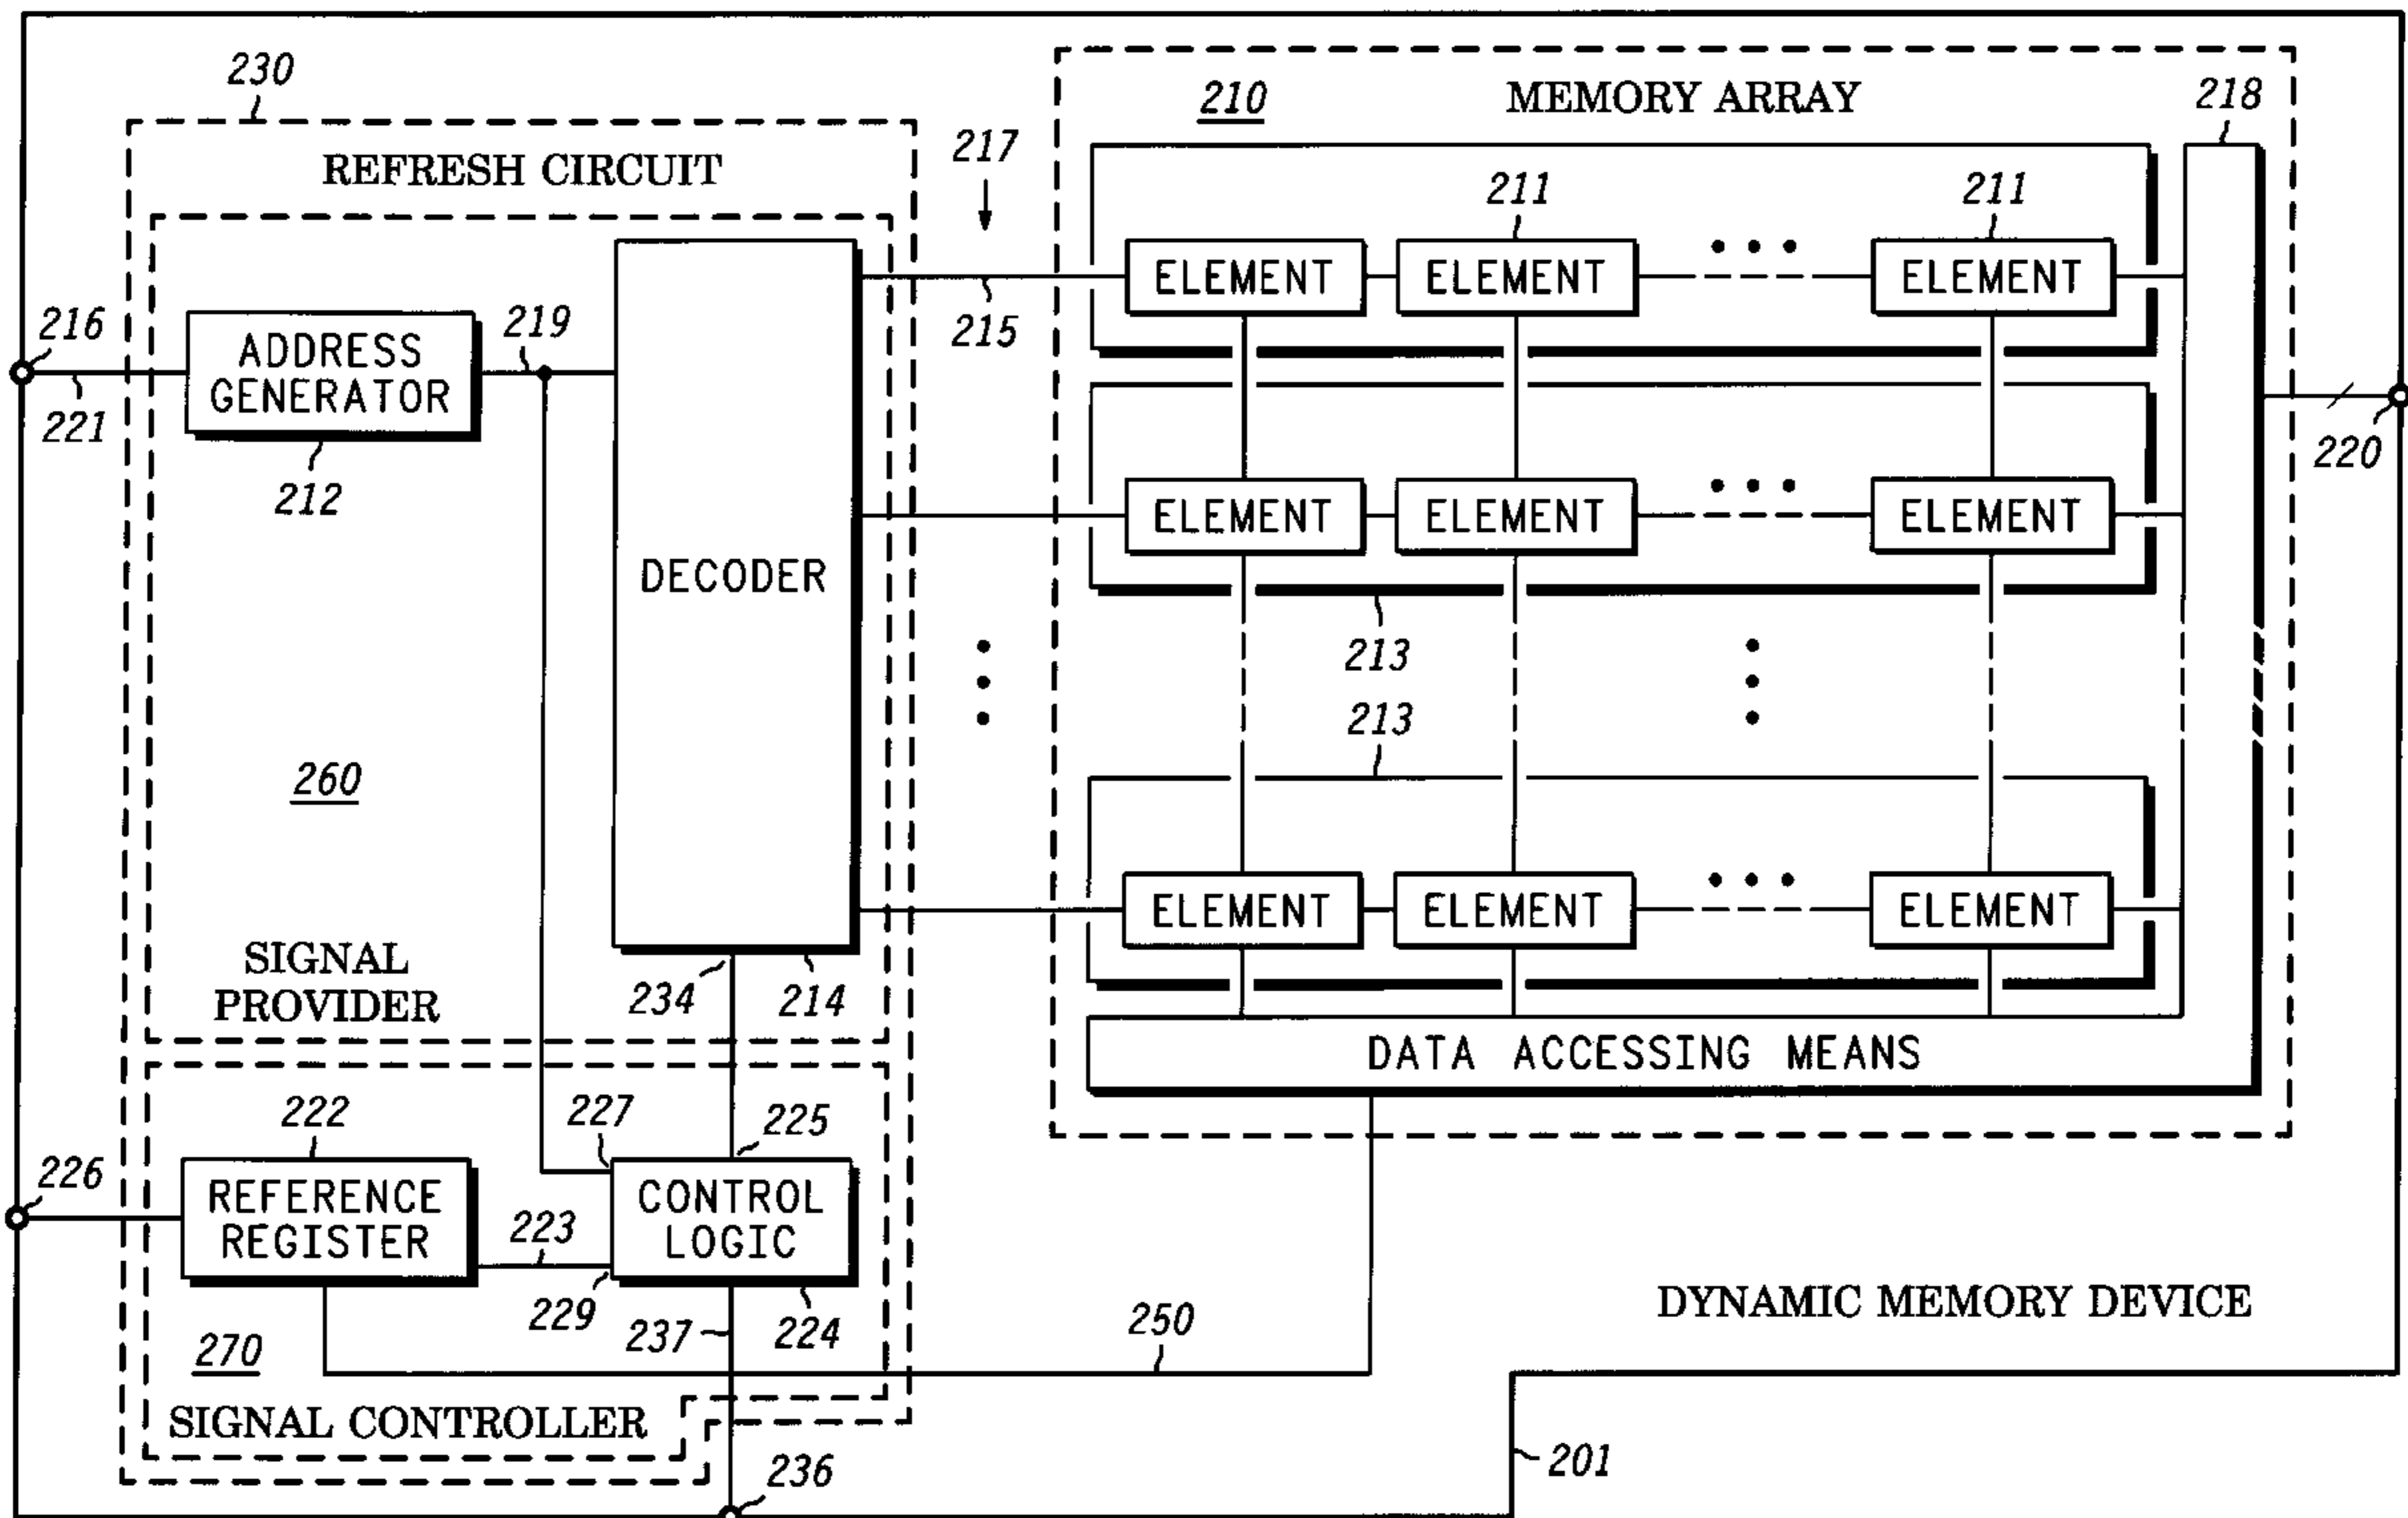 230
REFRESH CIRCUIT
217
210
MEMORY ARRAY
218
211
211
ELEMENT
ELEMENT
ELEMENT
215
216
221
ADDRESS
GENERATOR
212
219
DECODER
220
ELEMENT
ELEMENT
ELEMENT
213
213
260
SIGNAL
PROVIDER
234
214
ELEMENT
ELEMENT
ELEMENT
DATA ACCESSING MEANS
222
227
225
226
REFERENCE
REGISTER
223
CONTROL
LOGIC
229
237
224
250
DYNAMIC MEMORY DEVICE
270
SIGNAL CONTROLLER
236
201